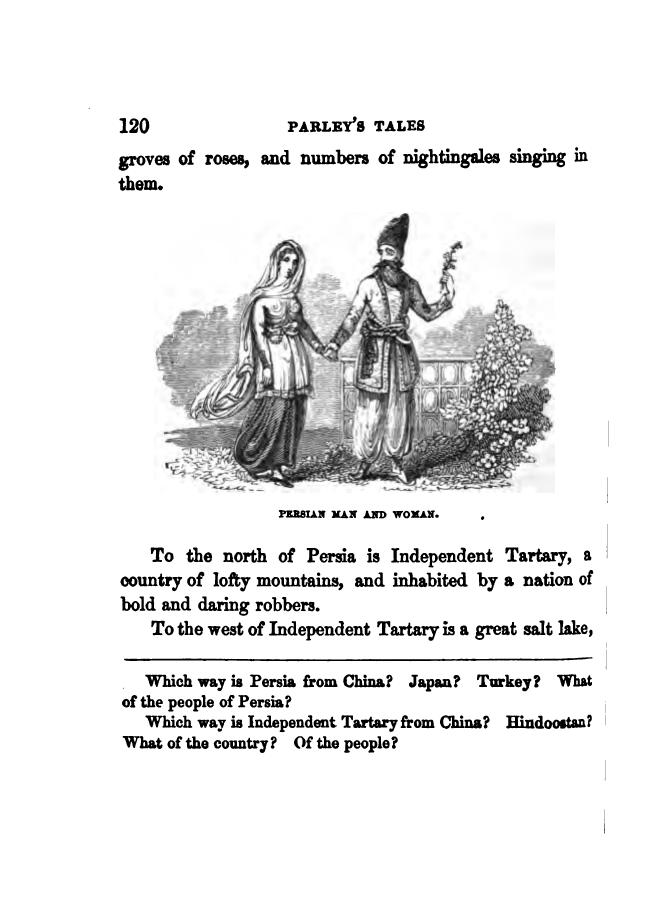 120 PARLEY'S TALES
groves of roses, and numbers of nightingales singing in
them.
PERSIAN MAN AND WOMAN.
To the north of Persia is Independent Tartary, a
country of lofty mountains, and inhabited by a nation of
bold and daring robbers.
To the west of Independent Tartary is a great salt lake,
Which way is Persia from China? Japan? Turkey? What
of the people of Persia?
Which way is Independent Tartary from China? Hindoostan?
What of the country? Of the people?